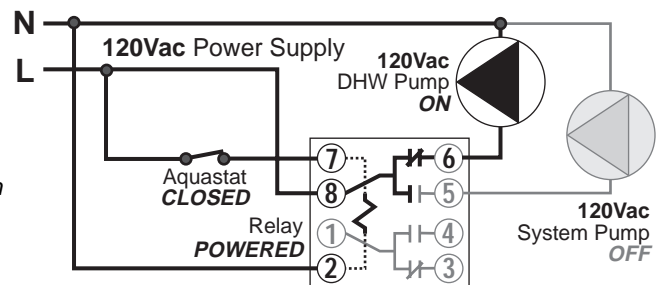 N
120Vac Power Supply
L
120Vac
DHW Pump
ON
Aquastat
CLOSED
7
8
6
5
Relay
POWERED
1
2
4
3
120Vac
System Pump
OFF